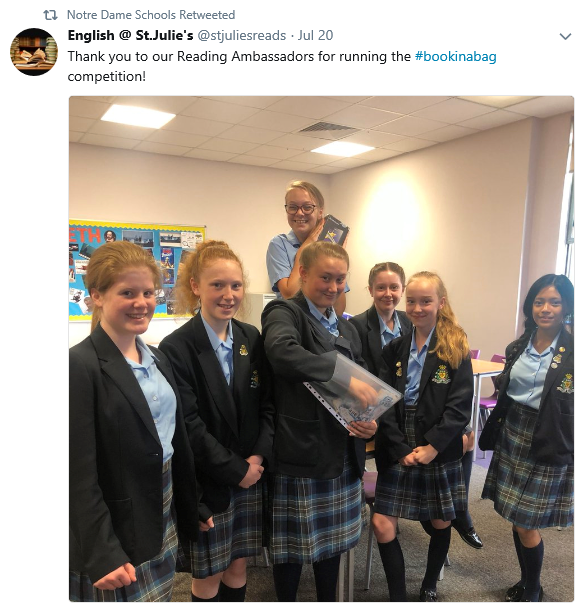 Notre Dame Schools Retweeted
English @ St.Julie's @stjuliesreads · Jul 20
Thank you to our Reading Ambassadors for running the #bookinabag
competition!
ETH